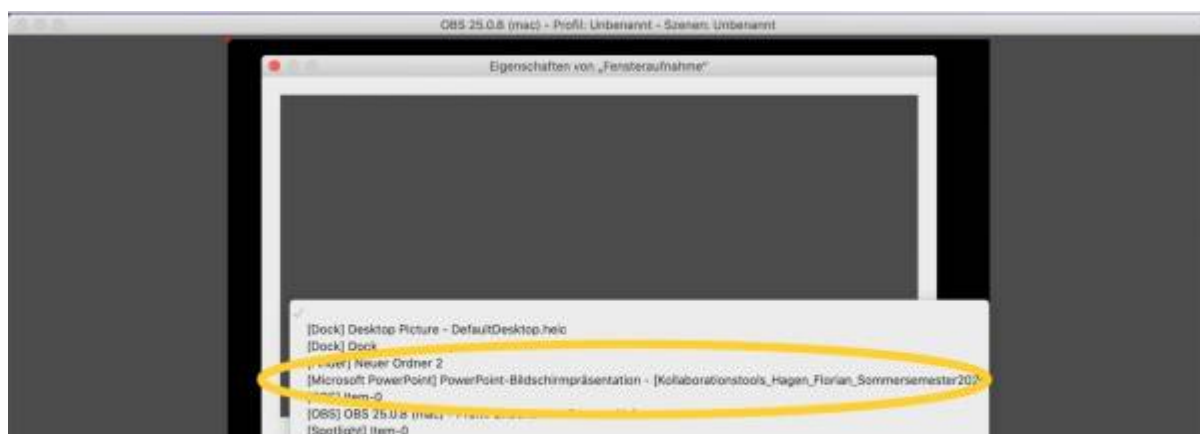 OBS 25.0.8 (mac) - Profil: Unbenannt - Szenen: Unbenannt
Eigenschaften von „Fensteraufnahme“
[Dock] Desktop Picture - DefaultDesktop.heic
[Dock] Dock
[Finder] Neuer Ordner 2
[Microsoft PowerPoint] PowerPoint-Bildschirmpräsentation - [Kollaborationstools_Hagen_Florian_Sommersemester202
Item-0
[OBS] OBS 25.0.8 (mac) -
[Spotlight] Item-0